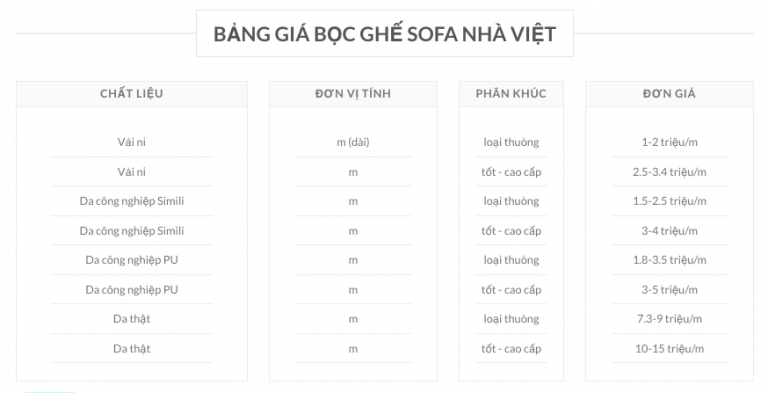 BẢNG GIÁ BỌC GHẾ SOFA NHÀ VIỆT
CHẤT LIỆU ĐƠN VỊ TÍNH PHÂN KHÚC ĐƠN GIÁ
Vải nỉ m (dài) loại thường 1-2 triệu/m
Vải nỉ m tốt - cao cấp 2.5-3.4 triệu/m
Da công nghiệp Simili m loại thường 1.5-2.5 triệu/m
Da công nghiệp Simili m tốt - cao cấp 3-4 triệu/m
Da công nghiệp PU m loại thường 1.8-3.5 triệu/m
Da công nghiệp PU m tốt - cao cấp 3-5 triệu/m
Da thật m loại thường 7.3-9 triệu/m
Da thật m tốt - cao cấp 10-15 triệu/m